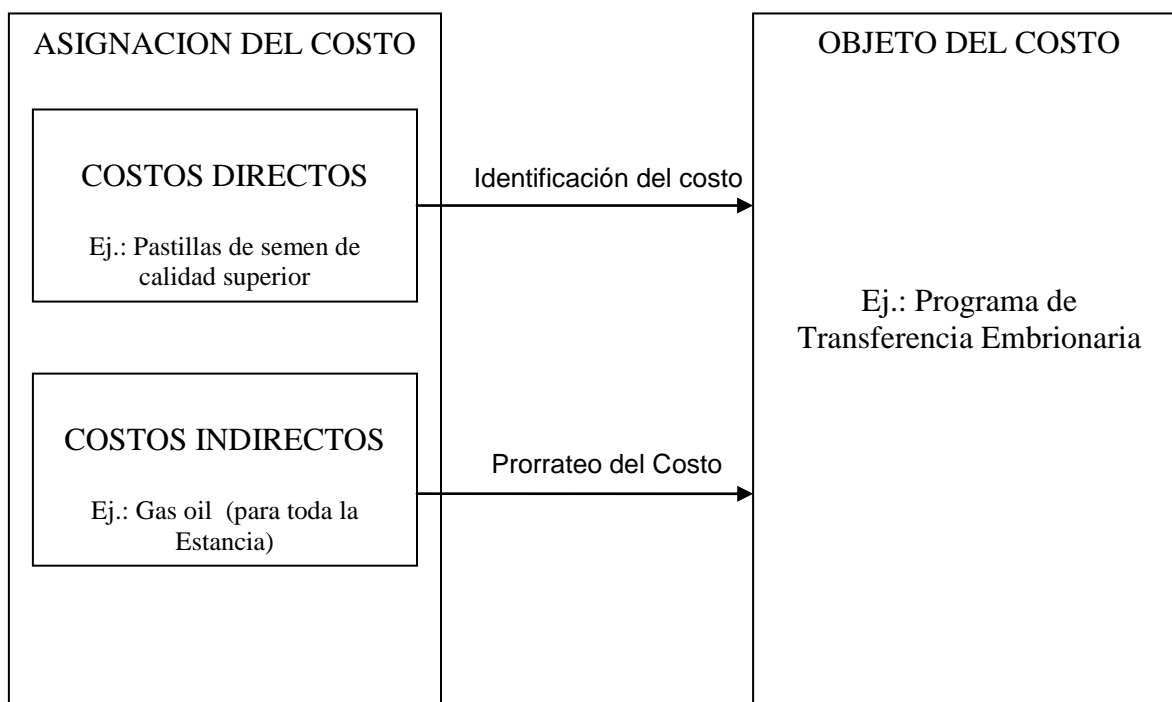 ASIGNACION DEL COSTO
COSTOS DIRECTOS
Ej.: Pastillas de semen de
calidad superior
COSTOS INDIRECTOS
Ej.: Gas oil  (para toda la
Estancia)
Identificación del costo
Prorrateo del Costo
OBJETO DEL COSTO
Ej.: Programa de
Transferencia Embrionaria